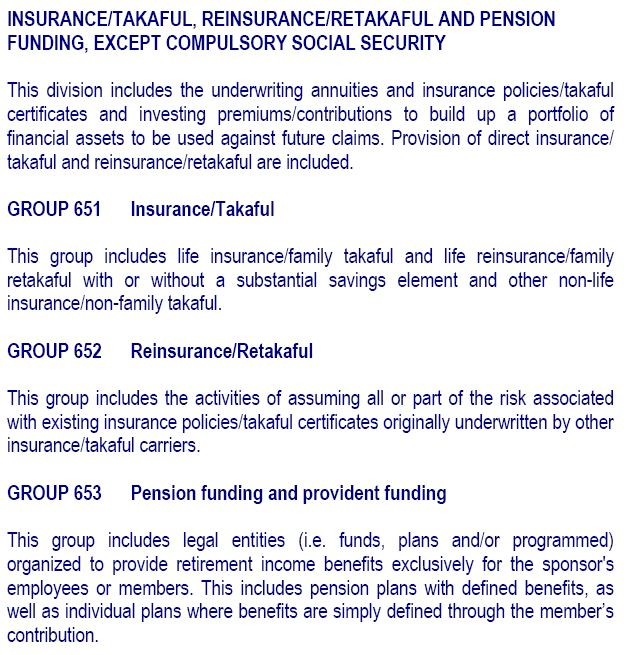 INSURANCE/TAKAFUL, REINSURANCE/RETAKAFUL AND PENSION
FUNDING, EXCEPT COMPULSORY SOCIAL SECURITY
This division includes the underwriting annuities and insurance policies/takaful
certificates and investing premiums/contributions to build up a portfolio of
financial assets to be used against future claims. Provision of direct insurance/
takaful and reinsurance/retakaful are included.
GROUP 651 Insurance/Takaful
This group includes life insurance/family takaful and life reinsurance/family
retakaful with or without a substantial savings element and other non-life
insurance/non-family takaful.
GROUP 652 Reinsurance/Retakaful
This group includes the activities of assuming all or part of the risk associated
with existing insurance policies/takaful certificates originally underwritten by other
insurance/takaful carriers.
GROUP 653 Pension funding and provident funding
This group includes legal entities (i.e. funds, plans and/or programmed)
organized to provide retirement income benefits exclusively for the sponsor's
employees or members. This includes pension plans with defined benefits, as
well as individual plans where benefits are simply defined through the member’s
contribution.